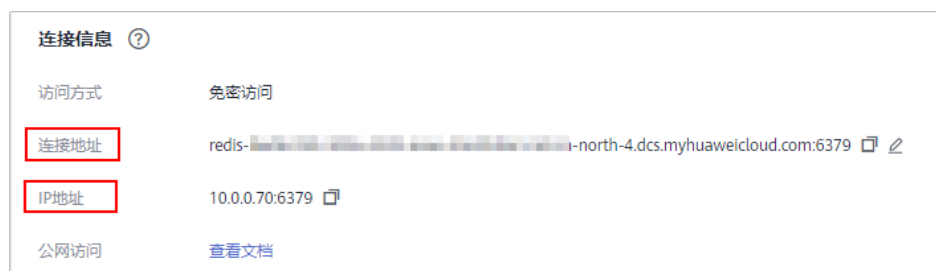 连接信息 ?
访问方式 免密访问
连接地址 redis- -north-4.dcs.myhuaweicloud.com:6379
IP地址 10.0.0.70:6379
公网访问 查看文档